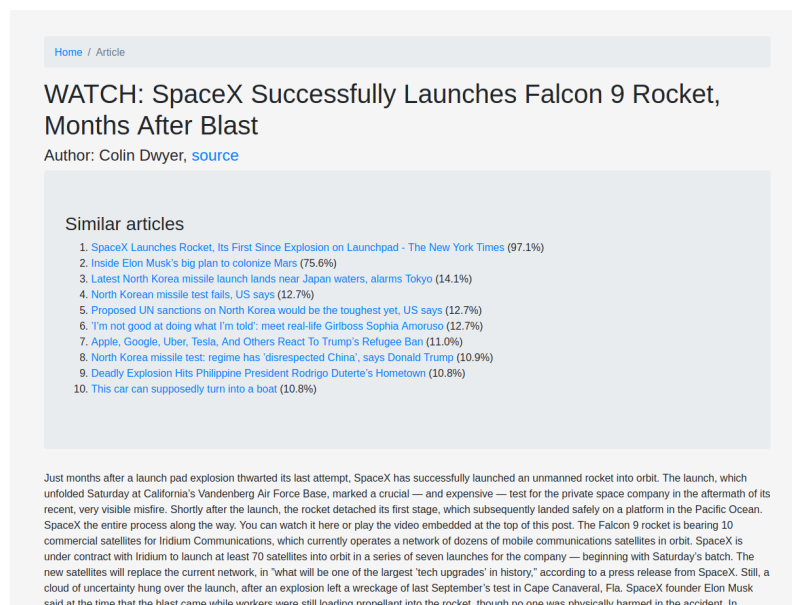 Home / Article
WATCH: SpaceX Successfully Launches Falcon 9 Rocket,
Months After Blast
Author: Colin Dwyer, source
Similar articles
1. SpaceX Launches Rocket, Its First Since Explosion on Launchpad - The New York Times (97.1%)
2. Inside Elon Musk’s big plan to colonize Mars (75.6%)
3. Latest North Korea missile launch lands near Japan waters, alarms Tokyo (14.1%)
4. North Korean missile test fails, US says (12.7%)
5. Proposed UN sanctions on North Korea would be the toughest yet, US says (12.7%)
6. ’I’m not good at doing what I’m told’: meet real-life Girlboss Sophia Amoruso (12.7%)
7. Apple, Google, Uber, Tesla, And Others React To Trump’s Refugee Ban (11.0%)
8. North Korea missile test: regime has ’disrespected China’, says Donald Trump (10.9%)
9. Deadly Explosion Hits Philippine President Rodrigo Duterte’s Hometown (10.8%)
10. This car can supposedly turn into a boat (10.8%)
Just months after a launch pad explosion thwarted its last attempt, SpaceX has successfully launched an unmanned rocket into orbit. The launch, which
unfolded Saturday at California’s Vandenberg Air Force Base, marked a crucial — and expensive — test for the private space company in the aftermath of its
recent, very visible misfire. Shortly after the launch, the rocket detached its first stage, which subsequently landed safely on a platform in the Pacific Ocean.
SpaceX the entire process along the way. You can watch it here or play the video embedded at the top of this post. The Falcon 9 rocket is bearing 10
commercial satellites for Iridium Communications, which currently operates a network of dozens of mobile communications satellites in orbit. SpaceX is
under contract with Iridium to launch at least 70 satellites into orbit in a series of seven launches for the company — beginning with Saturday’s batch. The
new satellites will replace the current network, in ”what will be one of the largest ’tech upgrades’ in history,” according to a press release from SpaceX. Still, a
cloud of uncertainty hung over the launch, after an explosion left a wreckage of last September’s test in Cape Canaveral, Fla. SpaceX founder Elon Musk
said at the time that the blast came while workers were still loading propellant into the rocket, though no one was physically harmed in the accident. In